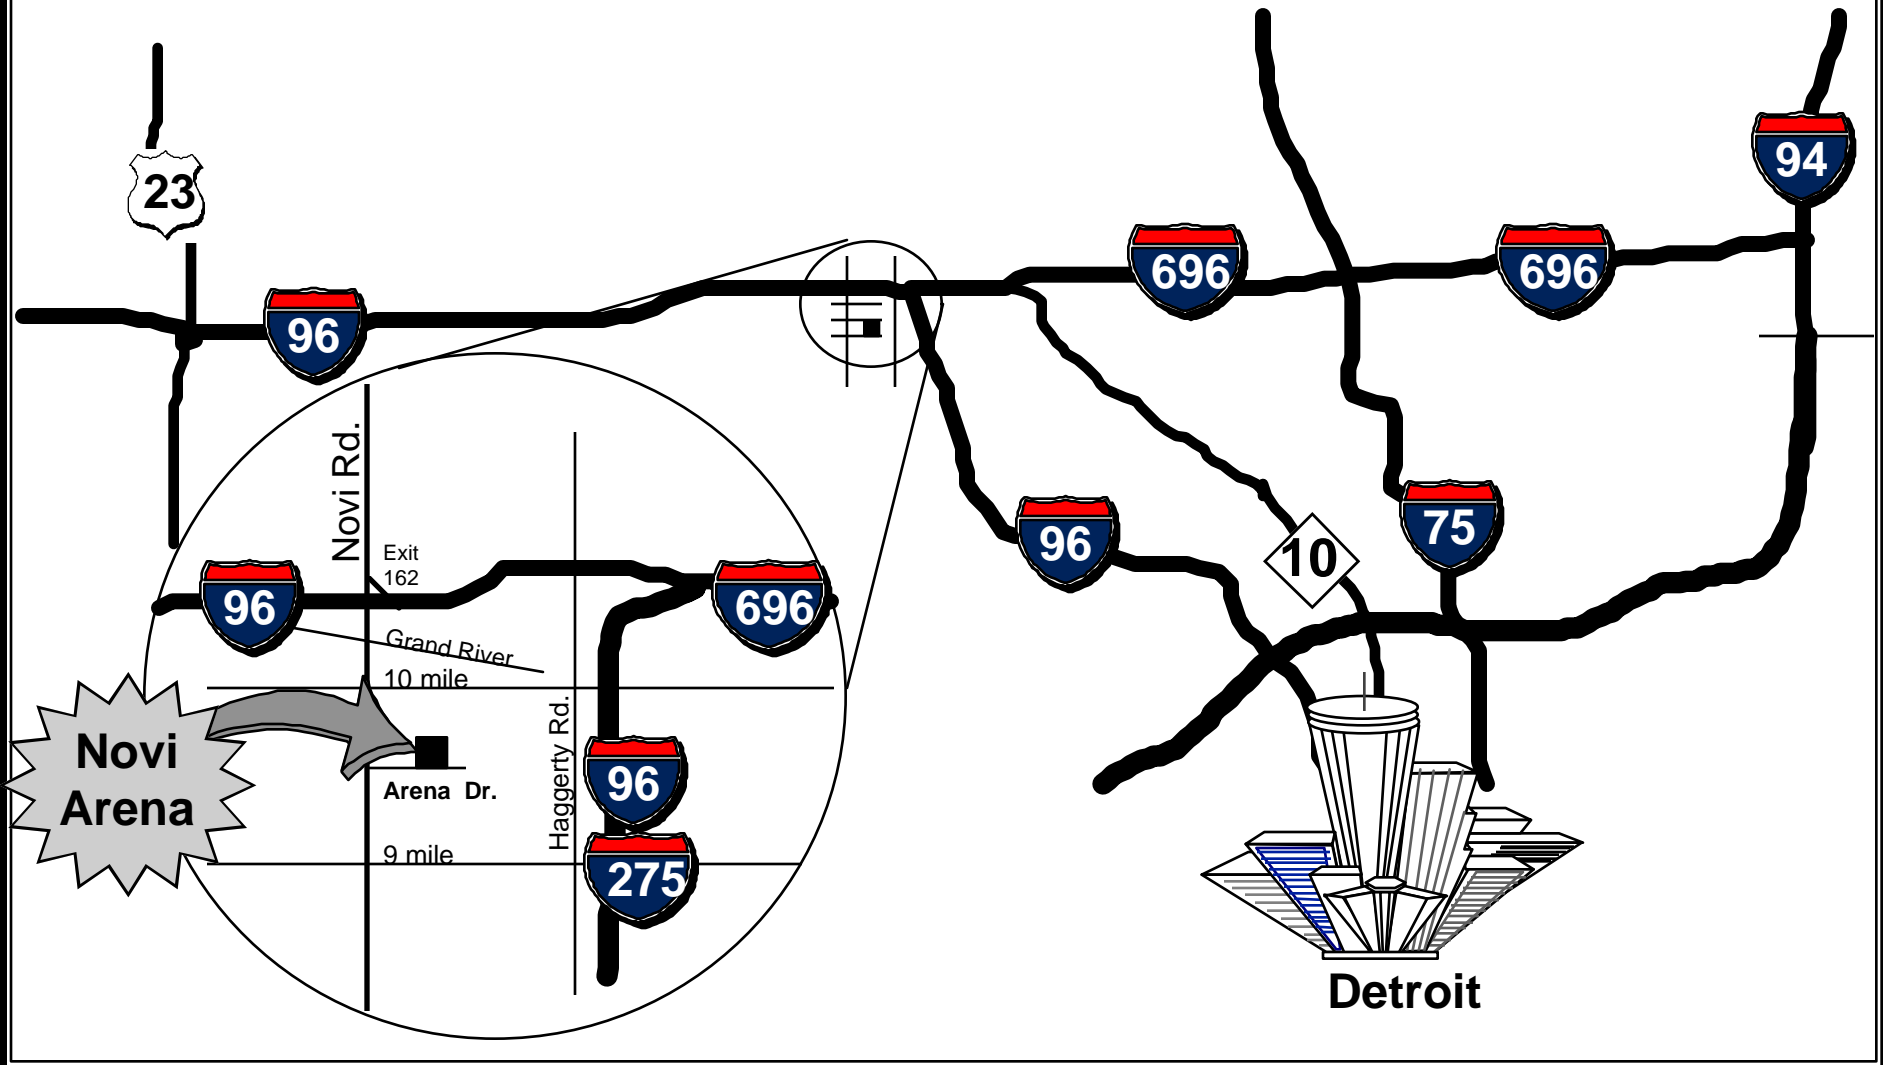 94
23
696
696
96
Novi Rd.
75
96
Exit
162
10
96
696
Grand River
10 mile
Novi
Arena
Haggerty Rd.
96
Arena Dr.
9 mile
275
Detroit